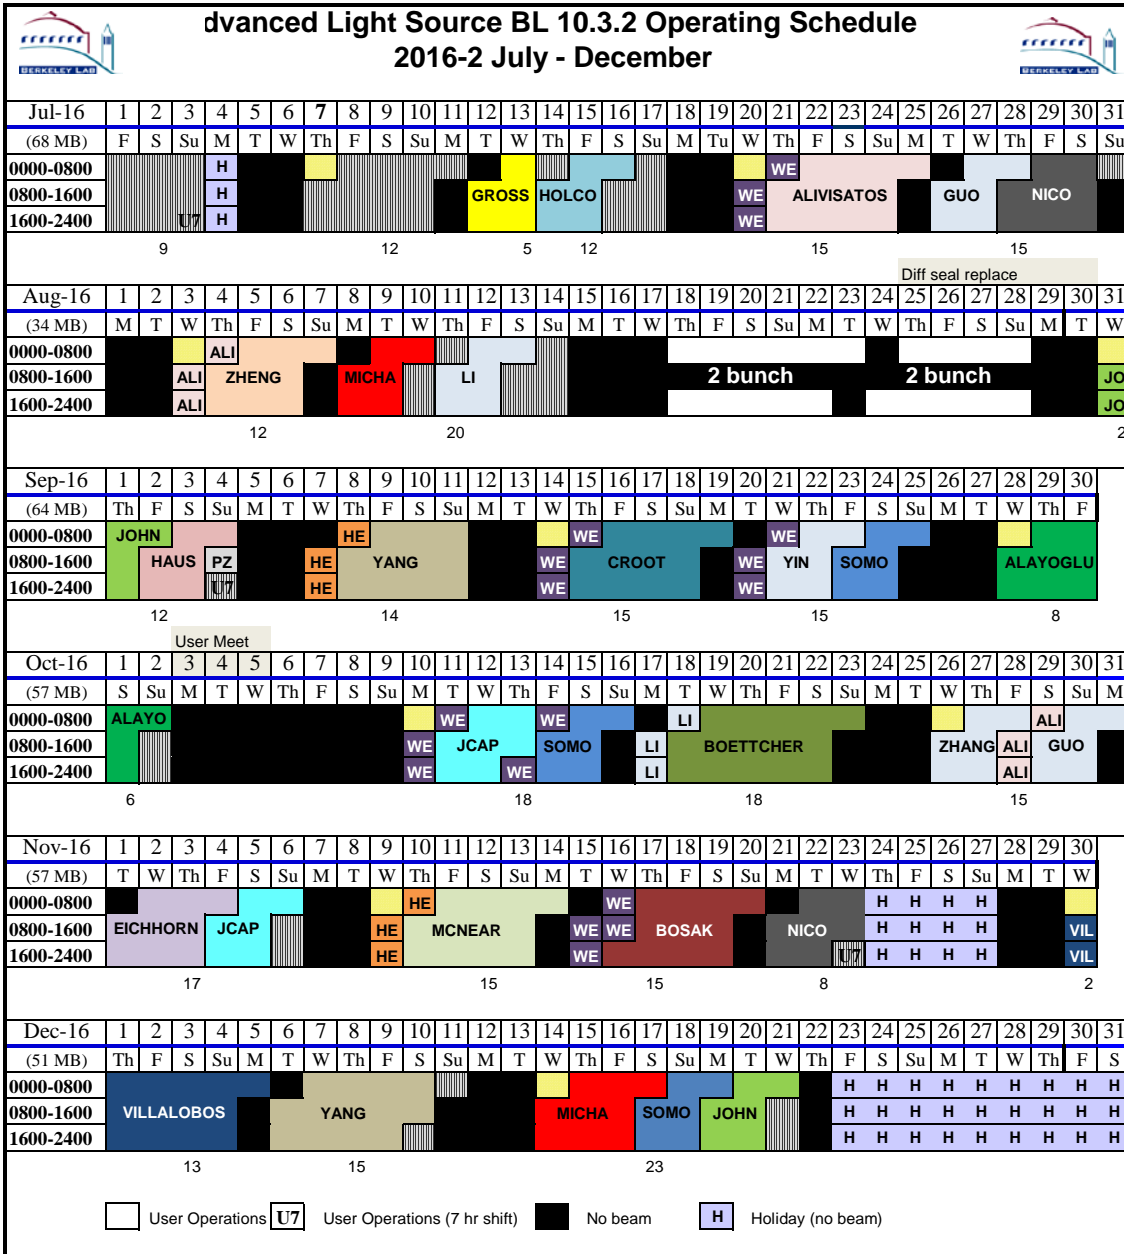 dvanced Light Source BL 10.3.2 Operating Schedule
2016-2 July - December
BERKELEY LAB
BERKELEY LAB
Jul-16 1 2 3 4 5 6 7 8 9 10 11 12 13 14 15 16 17 18 19 20 21 22 23 24 25 26 27 28 29 30 31
(68 MB) F S Su M T W Th F S Su M T W Th F S Su M Tu W Th F S Su M T W Th F S Su
0000-0800 H WE
0800-1600 H GROSS HOLCO WE ALIVISATOS GUO NICO
1600-2400 U7 H WE
9 12 5 12 15 15
Diff seal replace
Aug-16 1 2 3 4 5 6 7 8 9 10 11 12 13 14 15 16 17 18 19 20 21 22 23 24 25 26 27 28 29 30 31
(34 MB) M T W Th F S Su M T W Th F S Su M T W Th F S Su M T W Th F S Su M T W
0000-0800 ALI
0800-1600 ALI ZHENG MICHA LI 2 bunch 2 bunch JO
1600-2400 ALI JO
12 20 2
Sep-16 1 2 3 4 5 6 7 8 9 10 11 12 13 14 15 16 17 18 19 20 21 22 23 24 25 26 27 28 29 30
(64 MB) Th F S Su M T W Th F S Su M T W Th F S Su M T W Th F S Su M T W Th F
0000-0800 JOHN HE WE WE
0800-1600 HAUS PZ HE YANG WE CROOT WE YIN SOMO ALAYOGLU
1600-2400 U7 HE WE WE
12 14 15 15 8
User Meet
Oct-16 1 2 3 4 5 6 7 8 9 10 11 12 13 14 15 16 17 18 19 20 21 22 23 24 25 26 27 28 29 30 31
(57 MB) S Su M T W Th F S Su M T W Th F S Su M T W Th F S Su M T W Th F S Su M
0000-0800 ALAYO WE WE LI ALI
0800-1600 WE JCAP SOMO LI BOETTCHER ZHANG ALI GUO
1600-2400 WE WE LI ALI
6 18 18 15
Nov-16 1 2 3 4 5 6 7 8 9 10 11 12 13 14 15 16 17 18 19 20 21 22 23 24 25 26 27 28 29 30
(57 MB) T W Th F S Su M T W Th F S Su M T W Th F S Su M T W Th F S Su M T W
0000-0800 HE WE H H H H
0800-1600 EICHHORN JCAP HE MCNEAR WE WE BOSAK NICO H H H H VIL
1600-2400 HE WE U7 H H H H VIL
17 15 15 8 2
Dec-16 1 2 3 4 5 6 7 8 9 10 11 12 13 14 15 16 17 18 19 20 21 22 23 24 25 26 27 28 29 30 31
(51 MB) Th F S Su M T W Th F S Su M T W Th F S Su M T W Th F S Su M T W Th F S
0000-0800 H H H H H H H H H
0800-1600 VILLALOBOS YANG MICHA SOMO JOHN H H H H H H H H H
1600-2400 H H H H H H H H H
13 15 23
User Operations U7 User Operations (7 hr shift) No beam H Holiday (no beam)